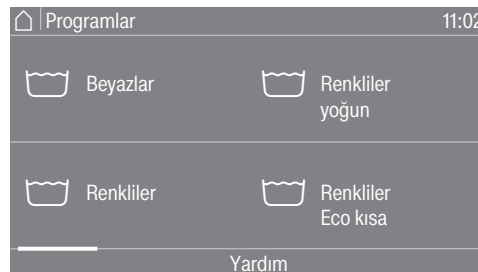 Programlar 11:02
Beyazlar
Renkliler
yoğun
Renkliler
Renkliler
Eco kısa
Yardım